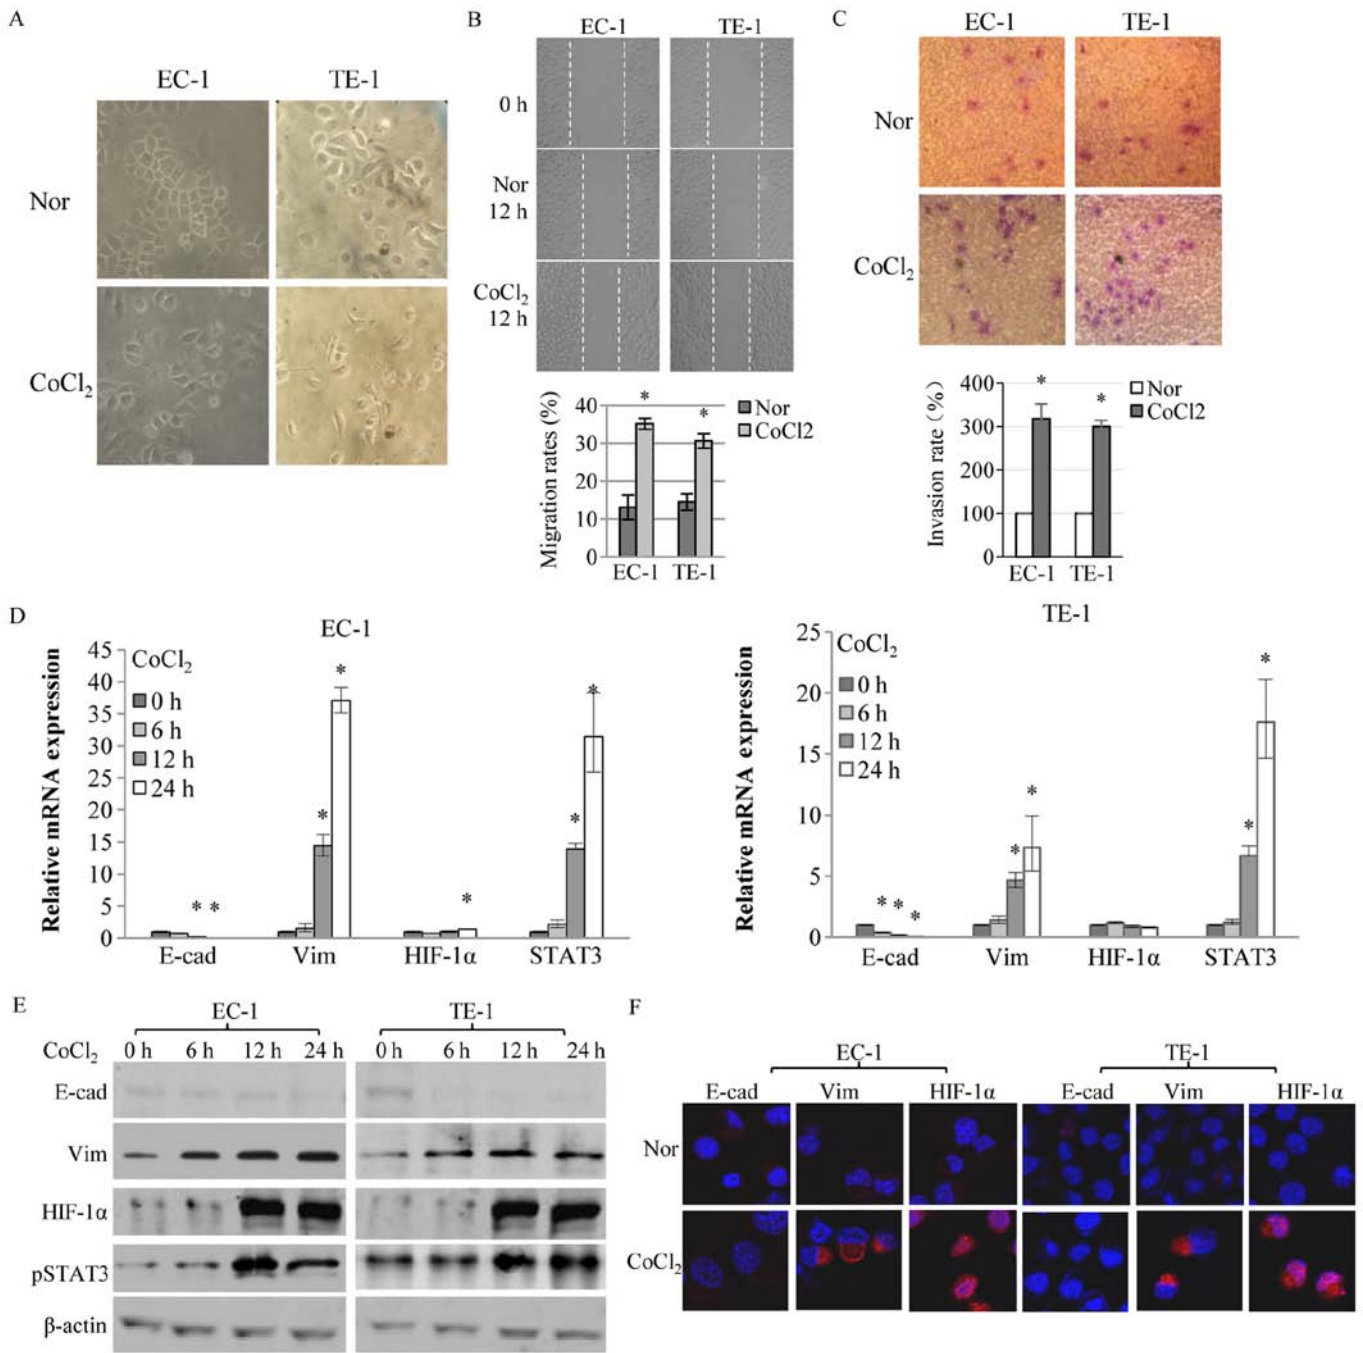 A
EC-1 TE-1
Nor
CoCl2
B
EC-1 TE-1
0 h
Nor
12 h
CoCl2
12 h
Migration rates (%)
40
30
20
10
0
*
*
Nor
CoCl2
EC-1 TE-1
C
EC-1 TE-1
Nor
CoCl2
Invasion rate (%)
400
300
200
100
0
*
*
Nor
CoCl2
EC-1 TE-1
D
EC-1
Relative mRNA expression
45
40
35
30
25
20
15
10
5
0
CoCl2
0 h
6 h
12 h
24 h
* *
* *
*
* *
E-cad Vim HIF-1α STAT3
TE-1
Relative mRNA expression
25
20
15
10
5
0
CoCl2
0 h
6 h
12 h
24 h
* * *
* *
* *
E-cad Vim HIF-1α STAT3
E
EC-1 TE-1
CoCl2 0 h 6 h 12 h 24 h 0 h 6 h 12 h 24 h
E-cad
Vim
HIF-1α
pSTAT3
β-actin
F
EC-1 TE-1
E-cad Vim HIF-1α E-cad Vim HIF-1α
Nor
CoCl2